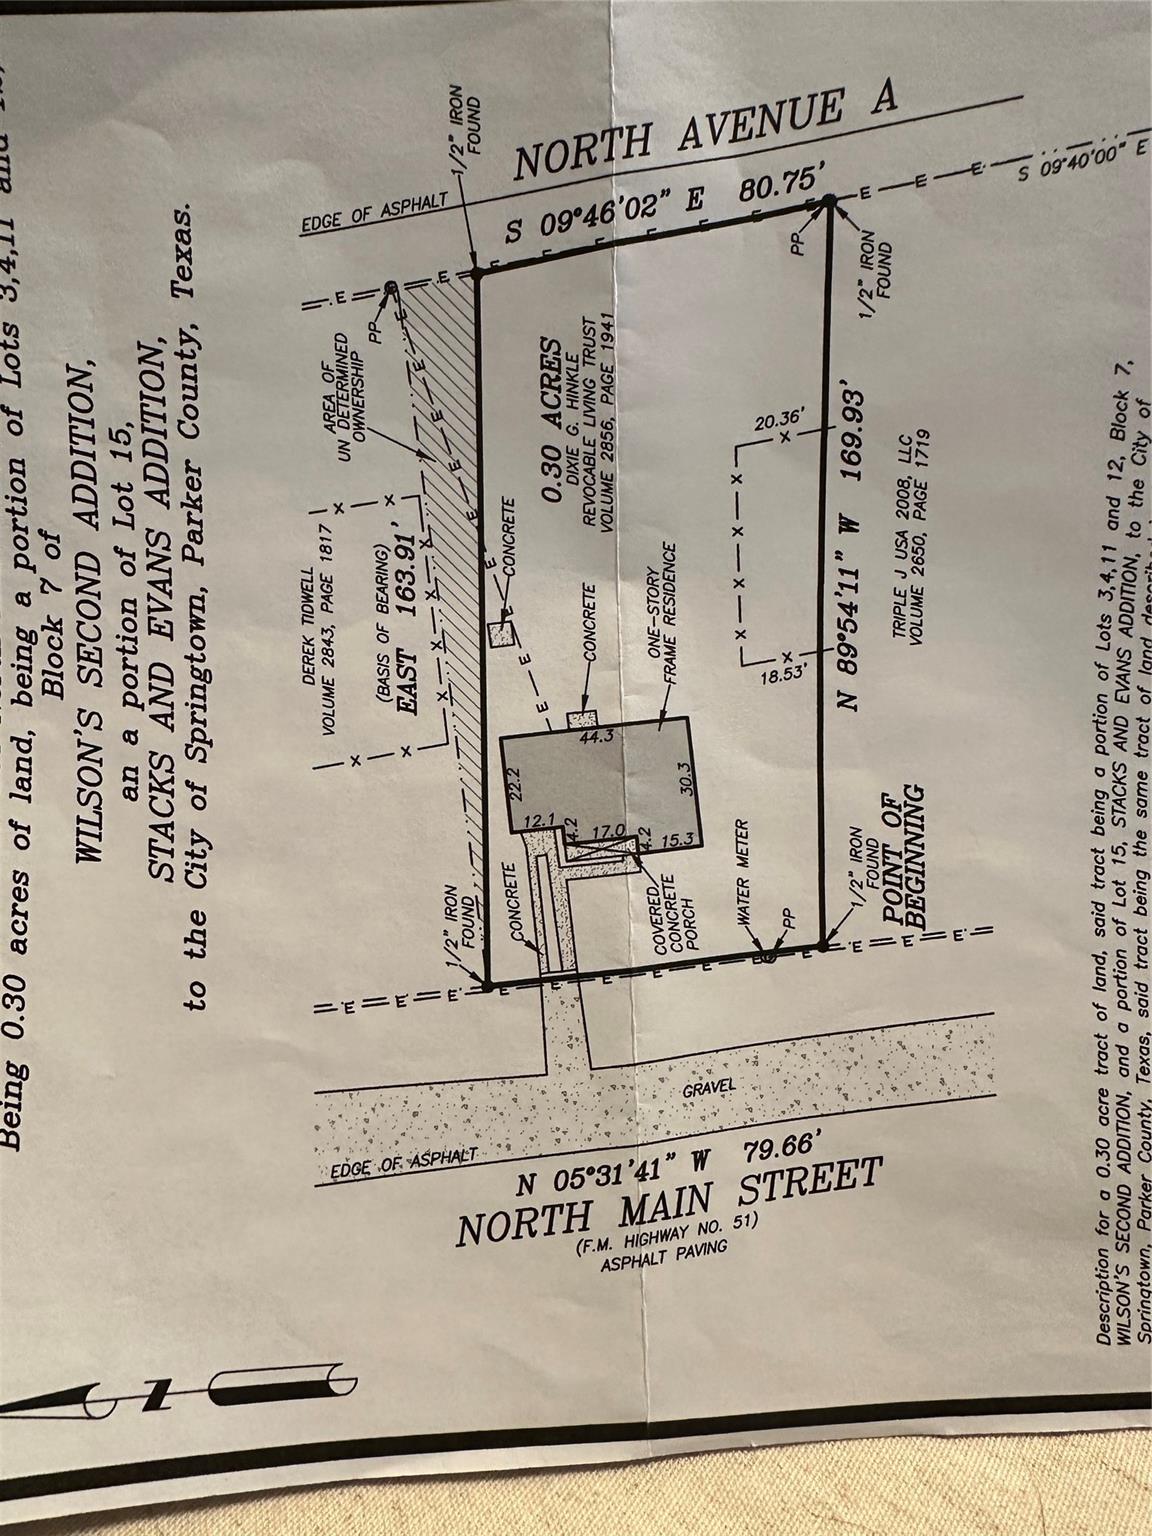 Being 0.30 acres of land, being a portion of Lots 3,4,11 and
Block 7 of
WILSON'S SECOND ADDITION,
an a portion of Lot 15,
STACKS AND EVANS ADDITION,
to the City of Springtown, Parker County, Texas.
N
NORTH AVENUE A
EDGE OF ASPHALT
1/2" IRON
FOUND
S 09°46'02" E 80.75'
S 09°40'00" E
PP
1/2" IRON
FOUND
PP
AREA OF
UN DETERMINED
OWNERSHIP
DEREK TIDWELL
VOLUME 2843, PAGE 1817
(BASIS OF BEARING)
EAST 163.91'
0.30 ACRES
DIXIE G. HINKLE
REVOCABLE LIVING TRUST
VOLUME 2856, PAGE 1941
CONCRETE
CONCRETE
ONE-STORY
FRAME RESIDENCE
20.36'
18.53'
N 89°54'11" W 169.93'
TRIPLE J USA 2008, LLC
VOLUME 2650, PAGE 1719
44.3
22.2
30.3
12.1
4.2
17.0
4.2
15.3
CONCRETE
COVERED
CONCRETE
PORCH
WATER METER
PP
1/2" IRON
FOUND
1/2" IRON
FOUND
POINT OF
BEGINNING
GRAVEL
EDGE OF ASPHALT
N 05°31'41" W 79.66'
NORTH MAIN STREET
(F.M. HIGHWAY NO. 51)
ASPHALT PAVING
Description for a 0.30 acre tract of land, said tract being a portion of Lots 3,4,11 and 12, Block 7,
WILSON'S SECOND ADDITION, and a portion of Lot 15, STACKS AND EVANS ADDITION, to the City of
Springtown, Parker County, Texas, said tract being the same tract of land